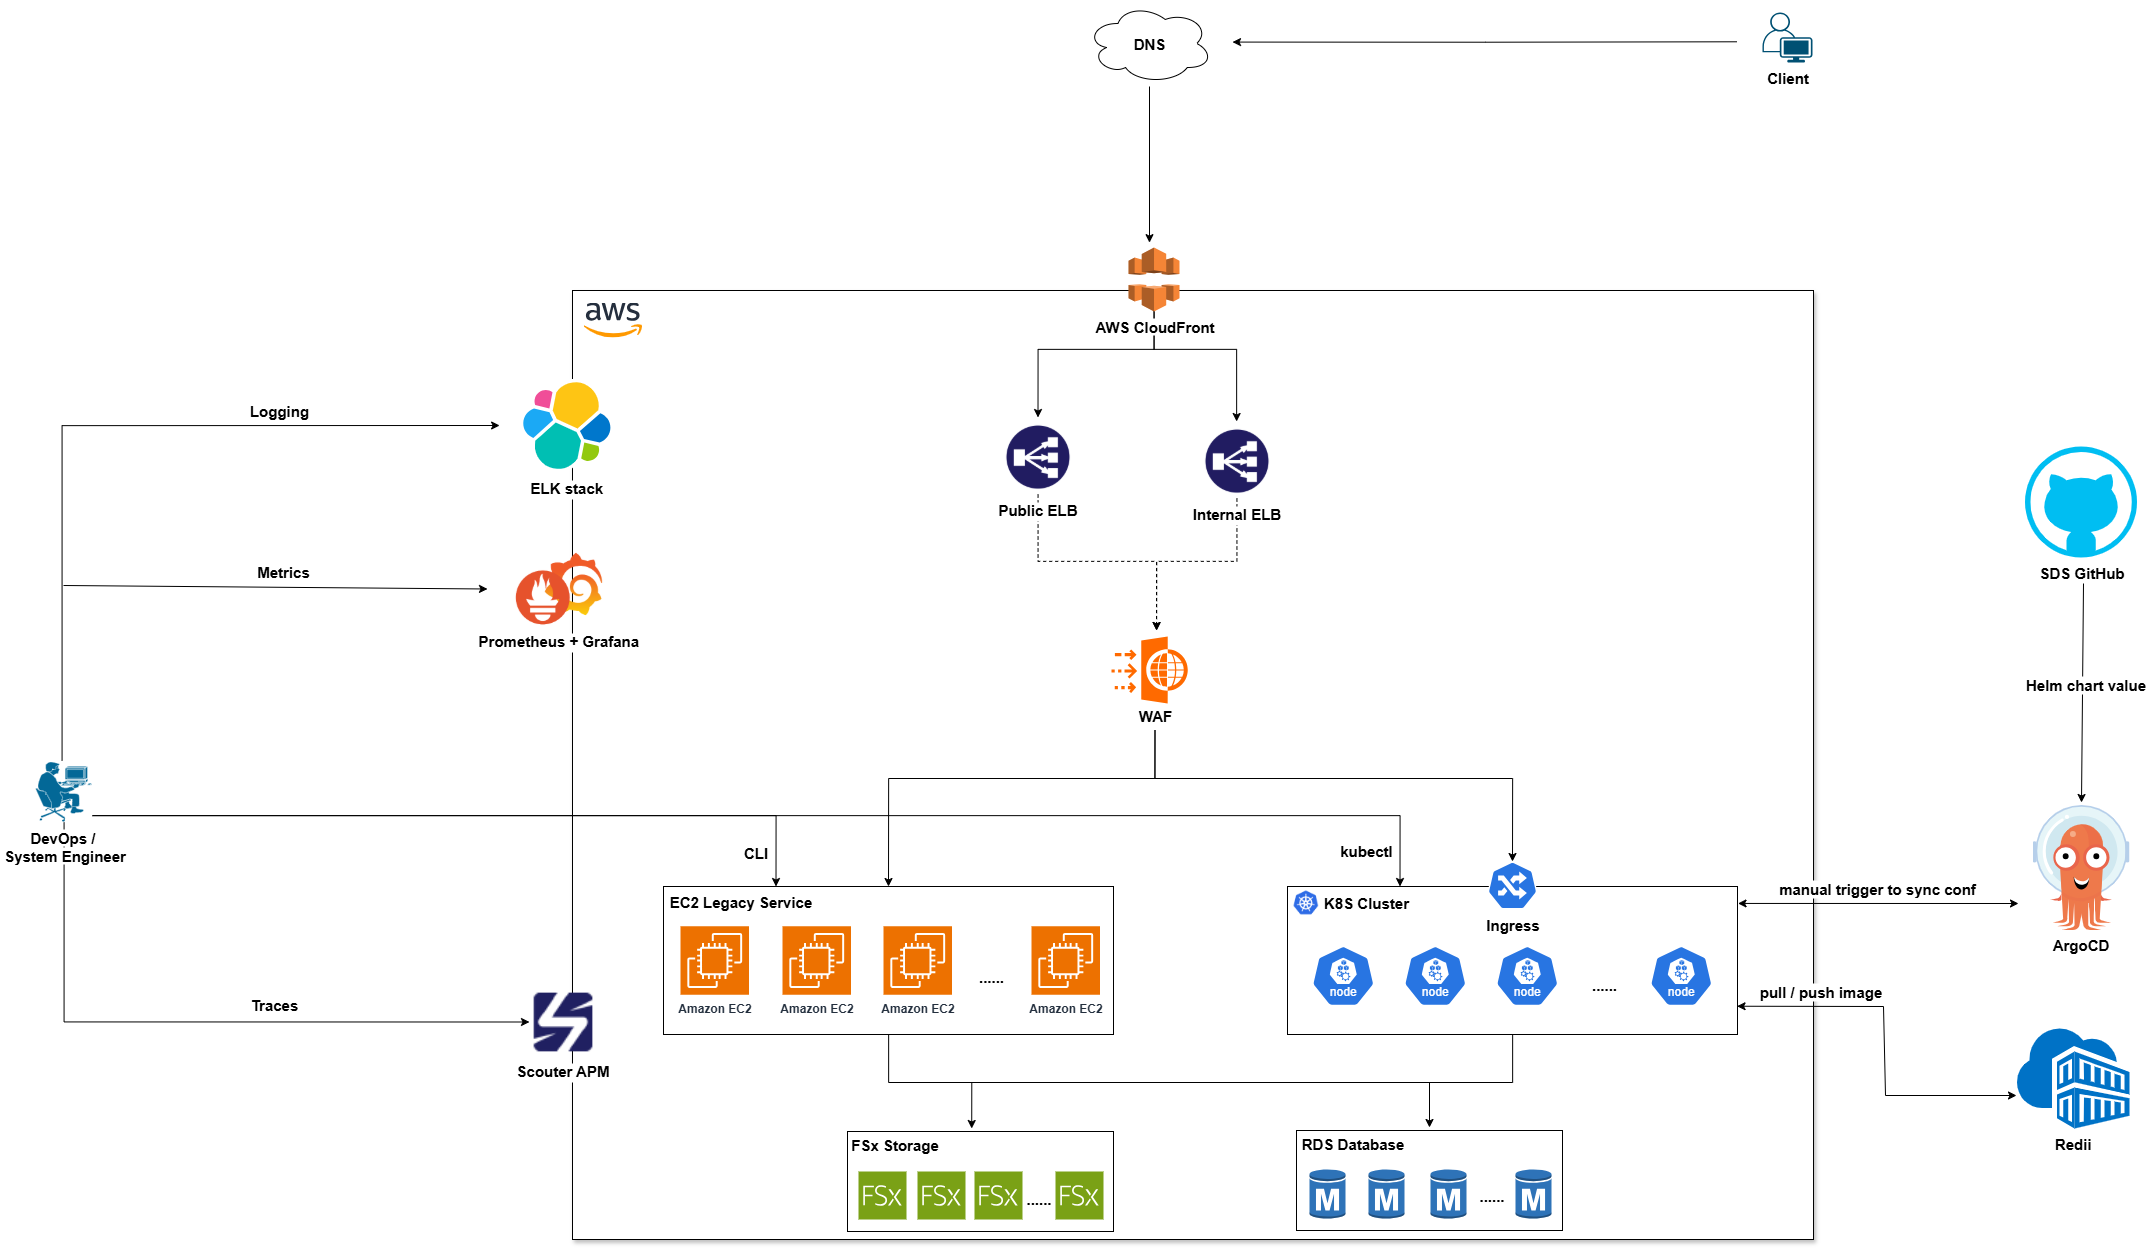 DNS
Client
aws
AWS CloudFront
Logging
ELK stack
Public ELB
Internal ELB
SDS GitHub
Metrics
Prometheus + Grafana
Helm chart value
WAF
DevOps /
System Engineer
CLI
kubectl
EC2 Legacy Service
Amazon EC2
Amazon EC2
Amazon EC2
......
Amazon EC2
K8S Cluster
Ingress
node
node
node
......
node
manual trigger to sync conf
ArgoCD
pull / push image
Redii
Traces
Scouter APM
FSx Storage
FSx
FSx
FSx
......
FSx
RDS Database
M
M
M
......
M